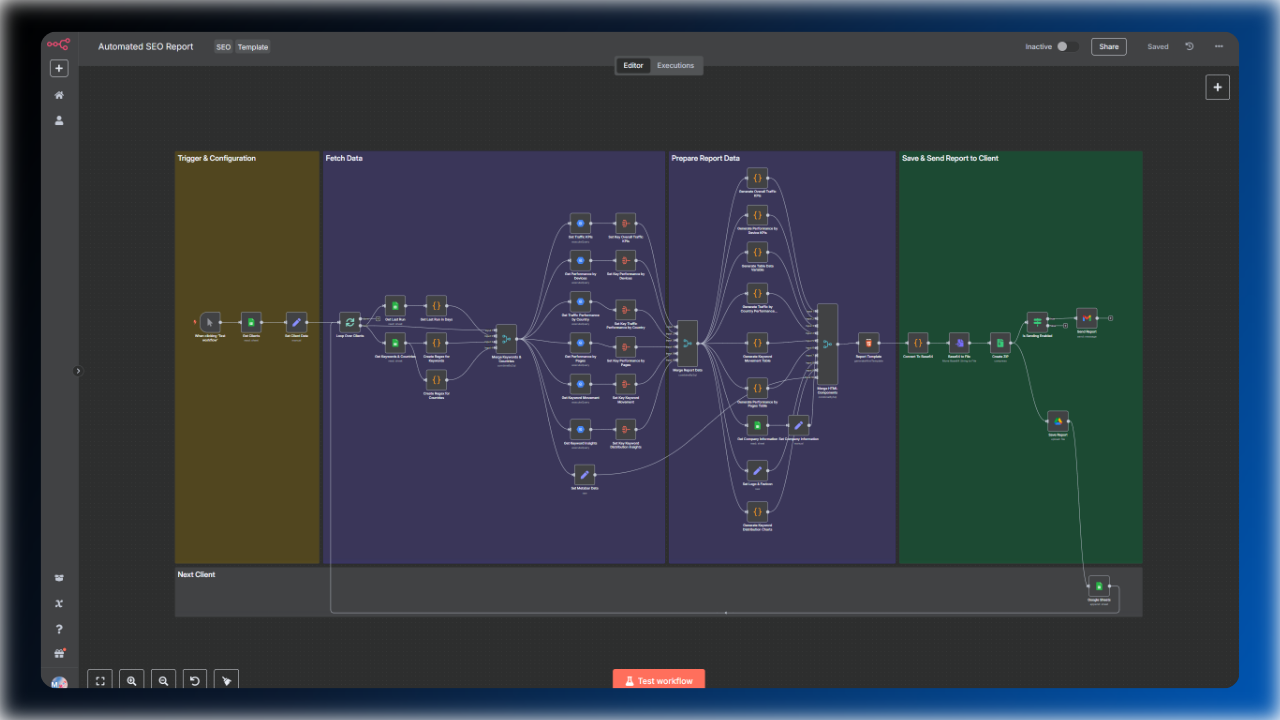 Automated SEO Report
SEO
Template
Inactive
Share
Saved
Editor
Executions
Trigger & Configuration
Fetch Data
Prepare Report Data
Save & Send Report to Client
When clicking 'Test
workflow'
Get Clients
Set Client Data
Loop Over Clients
Get Last Run
Set Last Run in Days
Get Keywords & Countries
Create Regex for
Keywords
Create Regex for
Countries
Merge Keywords &
Countries
Get Traffic KPIs
Set Key Overall Traffic
KPIs
Get Performance by
Devices
Set Key Performance by
Devices
Get Traffic Performance
by Country
Set Key Traffic
Performance by Country
Get Performance by
Pages
Set Key Performance by
Pages
Get Keyword Movement
Set Key Keyword
Movement
Get Keyword Insights
Set Key Keyword
Distribution Insights
Set Metadata Data
Merge Report Data
Generate Overall Traffic
KPIs
Generate Performance by
Device KPIs
Generate Table Data
Variable
Generate Traffic by
Country Performance...
Generate Keyword
Movement Table
Generate Performance by
Pages Table
Get Company Information
Set Company Information
Set Logo & Favicon
Generate Keyword
Distribution Charts
Merge HTML
Components
Report Template
Convert To Base64
Base64 to File
Create ZIP
Is Sending Enabled
Send Report
Save Report
Next Client
Google Sheets
Test workflow